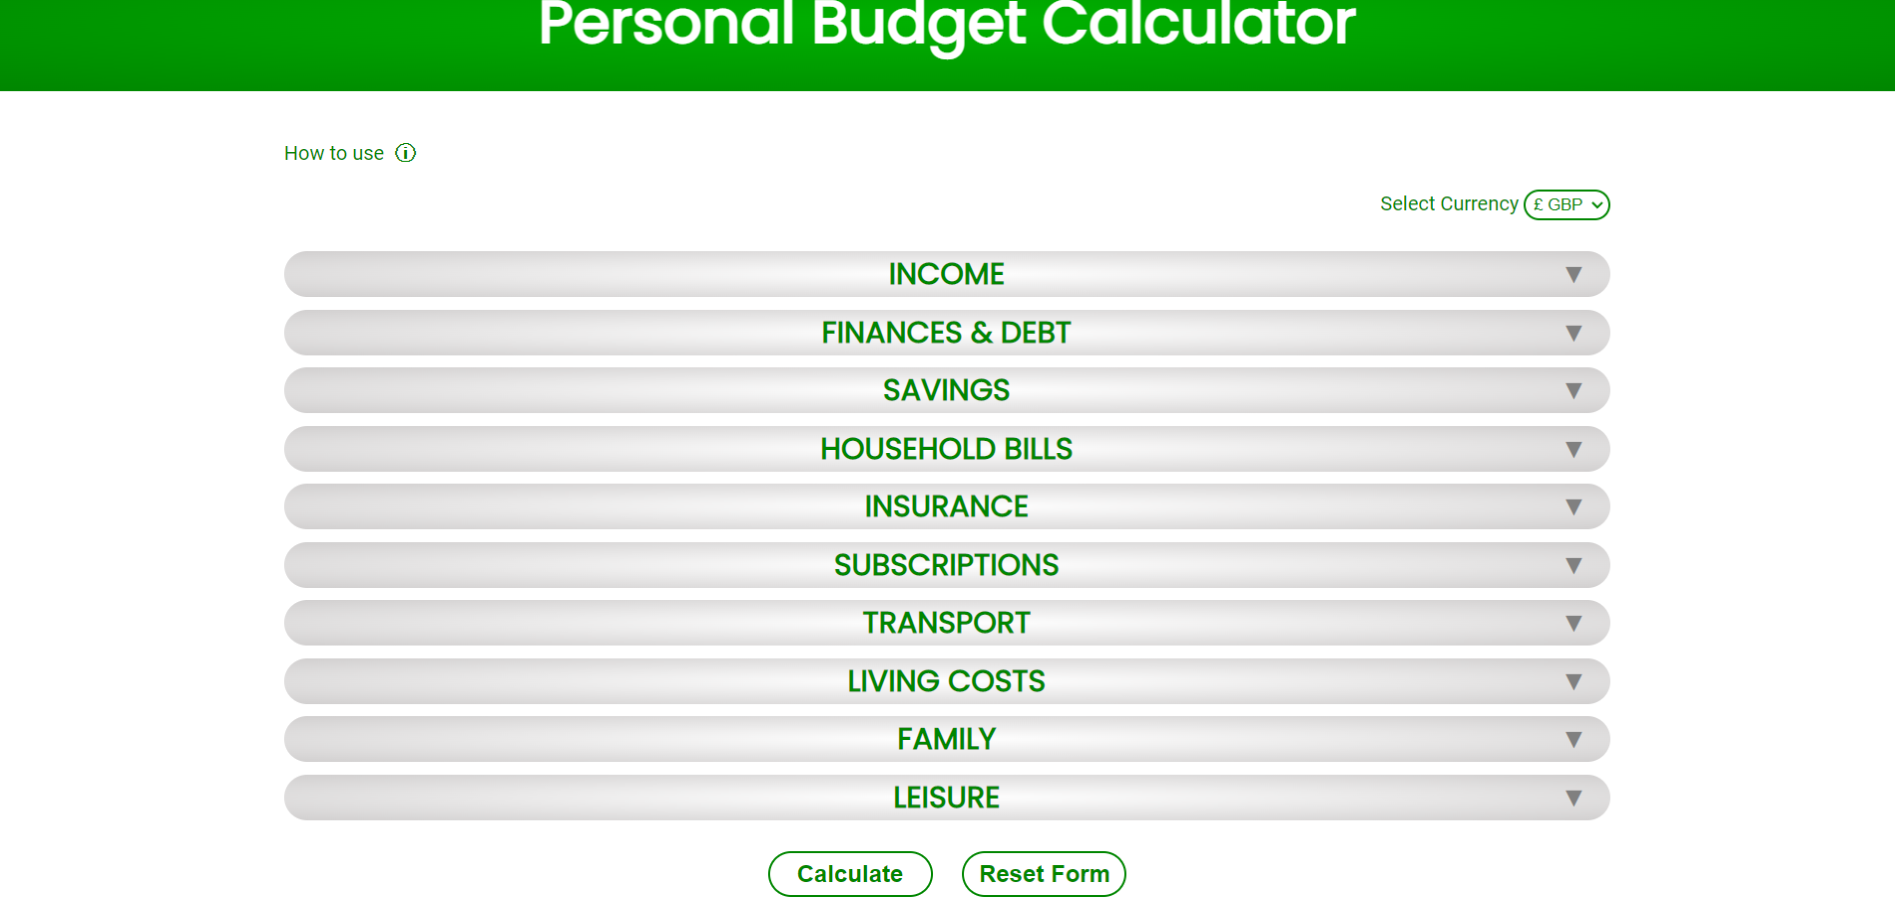 Personal Budget Calculator
How to use
Select Currency £ GBP
INCOME
FINANCES & DEBT
SAVINGS
HOUSEHOLD BILLS
INSURANCE
SUBSCRIPTIONS
TRANSPORT
LIVING COSTS
FAMILY
LEISURE
Calculate Reset Form